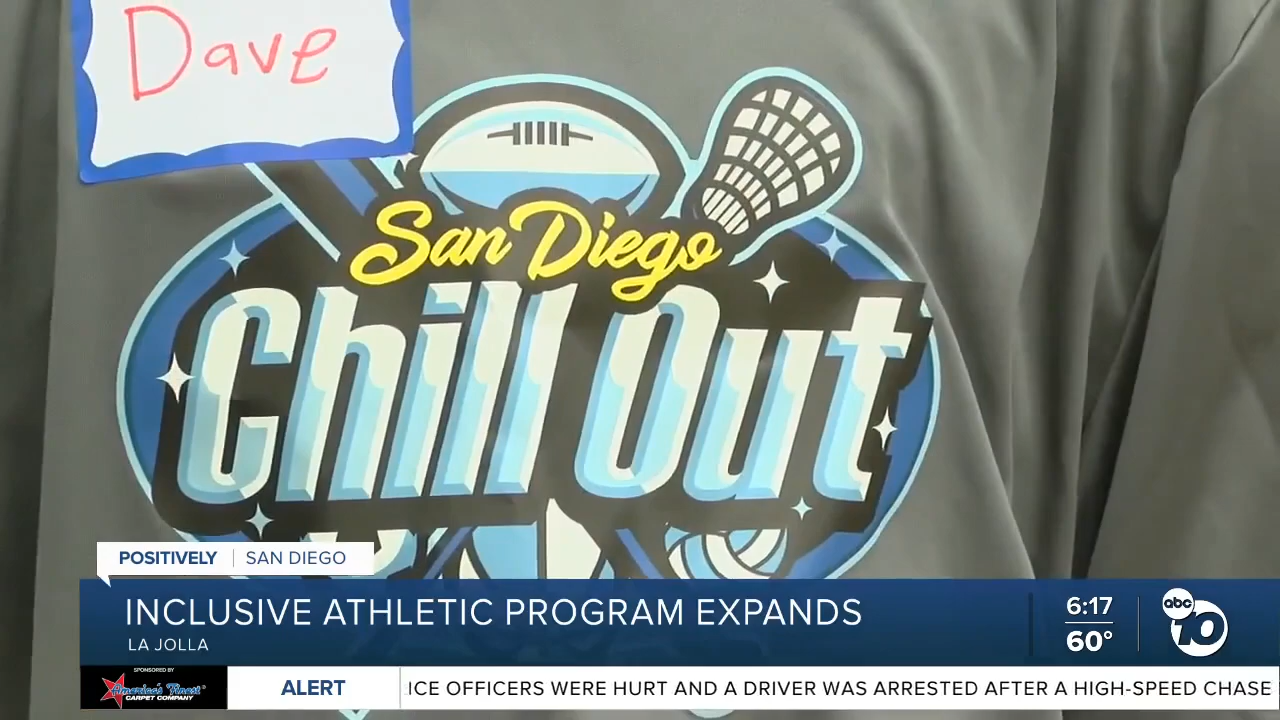 Dave
San Diego
Chill Out
POSITIVELY SAN DIEGO
INCLUSIVE ATHLETIC PROGRAM EXPANDS
LA JOLLA
6:17
60°
abc
10
SPONSORED BY
America's Finest
CARPET COMPANY
ALERT
ICE OFFICERS WERE HURT AND A DRIVER WAS ARRESTED AFTER A HIGH-SPEED CHASE